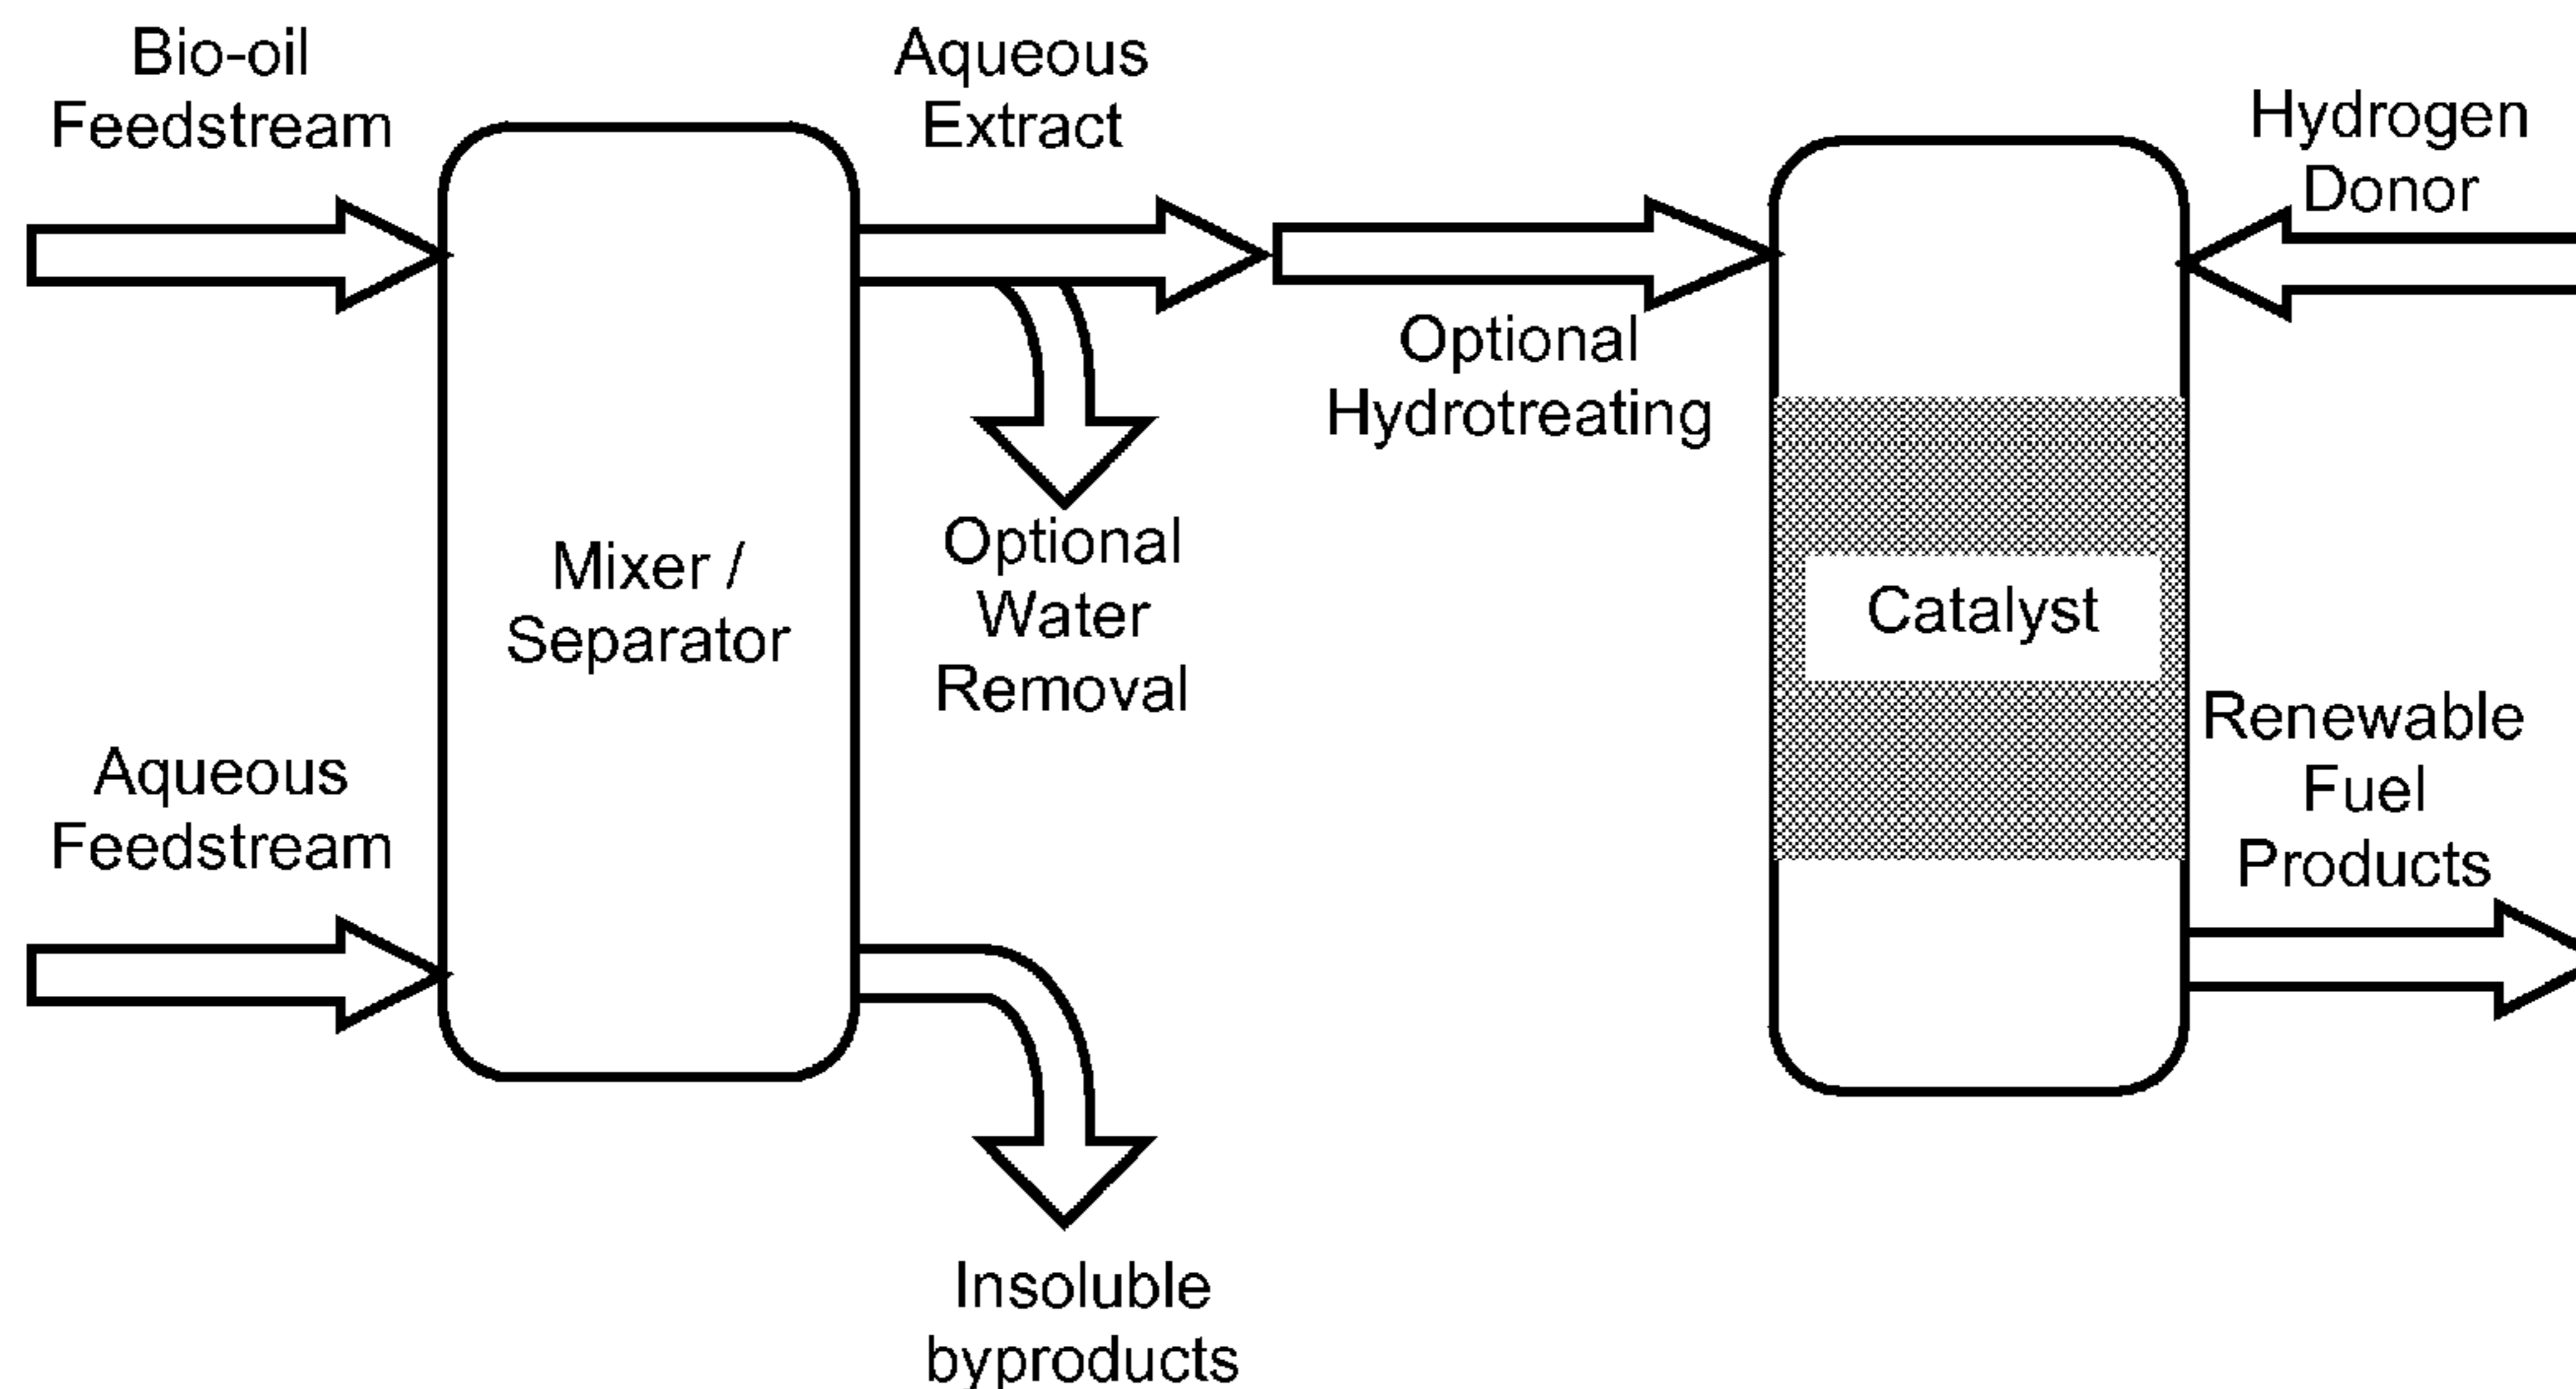 Bio-oil
Feedstream
Aqueous
Extract
Hydrogen
Donor
Optional
Hydrotreating
Mixer /
Separator
Optional
Water
Removal
Catalyst
Aqueous
Feedstream
Renewable
Fuel
Products
Insoluble
byproducts